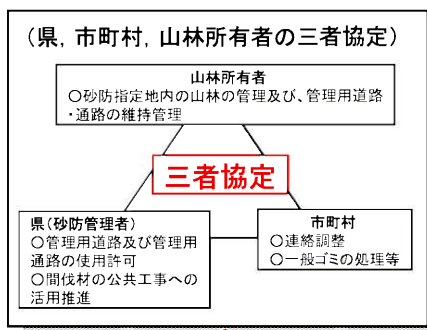 （県，市町村，山林所有者の三者協定）
山林所有者
○砂防指定地内の山林の管理及び、管理用道路
・通路の維持管理
三者協定
県（砂防管理者）
○管理用道路及び管理用
通路の使用許可
○間伐材の公共工事への
活用推進
市町村
○連絡調整
○一般ゴミの処理等